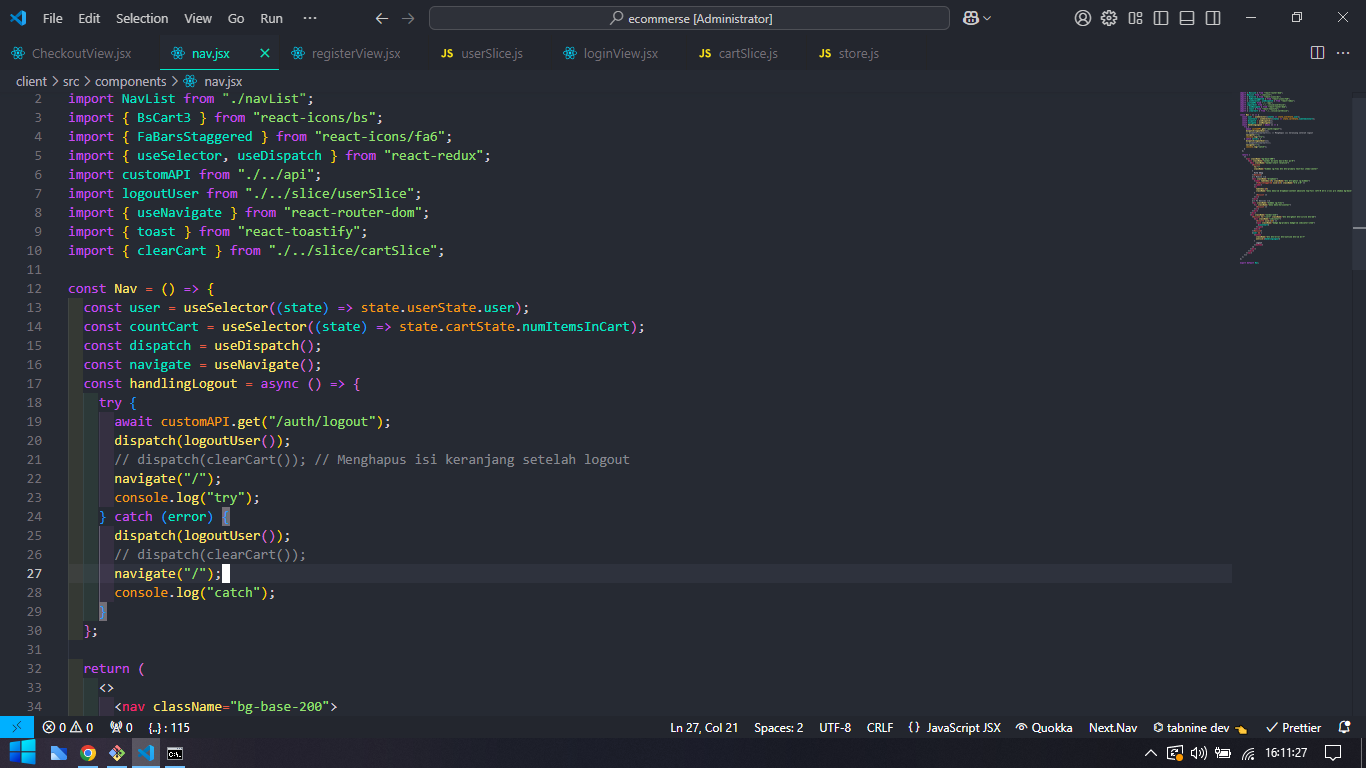 File Edit Selection View Go Run ··· ecommerse [Administrator]
CheckoutView.jsx nav.jsx registerView.jsx JS userSlice.js loginView.jsx JS cartSlice.js JS store.js
client > src > components > nav.jsx
2 import NavList from "./navList";
3 import { BsCart3 } from "react-icons/bs";
4 import { FaBarsStaggered } from "react-icons/fa6";
5 import { useSelector, useDispatch } from "react-redux";
6 import customAPI from "./../api";
7 import logoutUser from "./../slice/userSlice";
8 import { useNavigate } from "react-router-dom";
9 import { toast } from "react-toastify";
10 import { clearCart } from "./../slice/cartSlice";
11
12 const Nav = () => {
13 const user = useSelector((state) => state.userState.user);
14 const countCart = useSelector((state) => state.cartState.numItemsInCart);
15 const dispatch = useDispatch();
16 const navigate = useNavigate();
17 const handlingLogout = async () => {
18 try {
19 await customAPI.get("/auth/logout");
20 dispatch(logoutUser());
21 // dispatch(clearCart()); // Menghapus isi keranjang setelah logout
22 navigate("/");
23 console.log("try");
24 } catch (error) {
25 dispatch(logoutUser());
26 // dispatch(clearCart());
27 navigate("/");
28 console.log("catch");
29 }
30 };
31
32 return (
33 <>
34 <nav className="bg-base-200">
0 0 0 {..} : 115 Ln 27, Col 21 Spaces: 2 UTF-8 CRLF {} JavaScript JSX Quokka Next.Nav tabnine dev Prettier
16:11:27